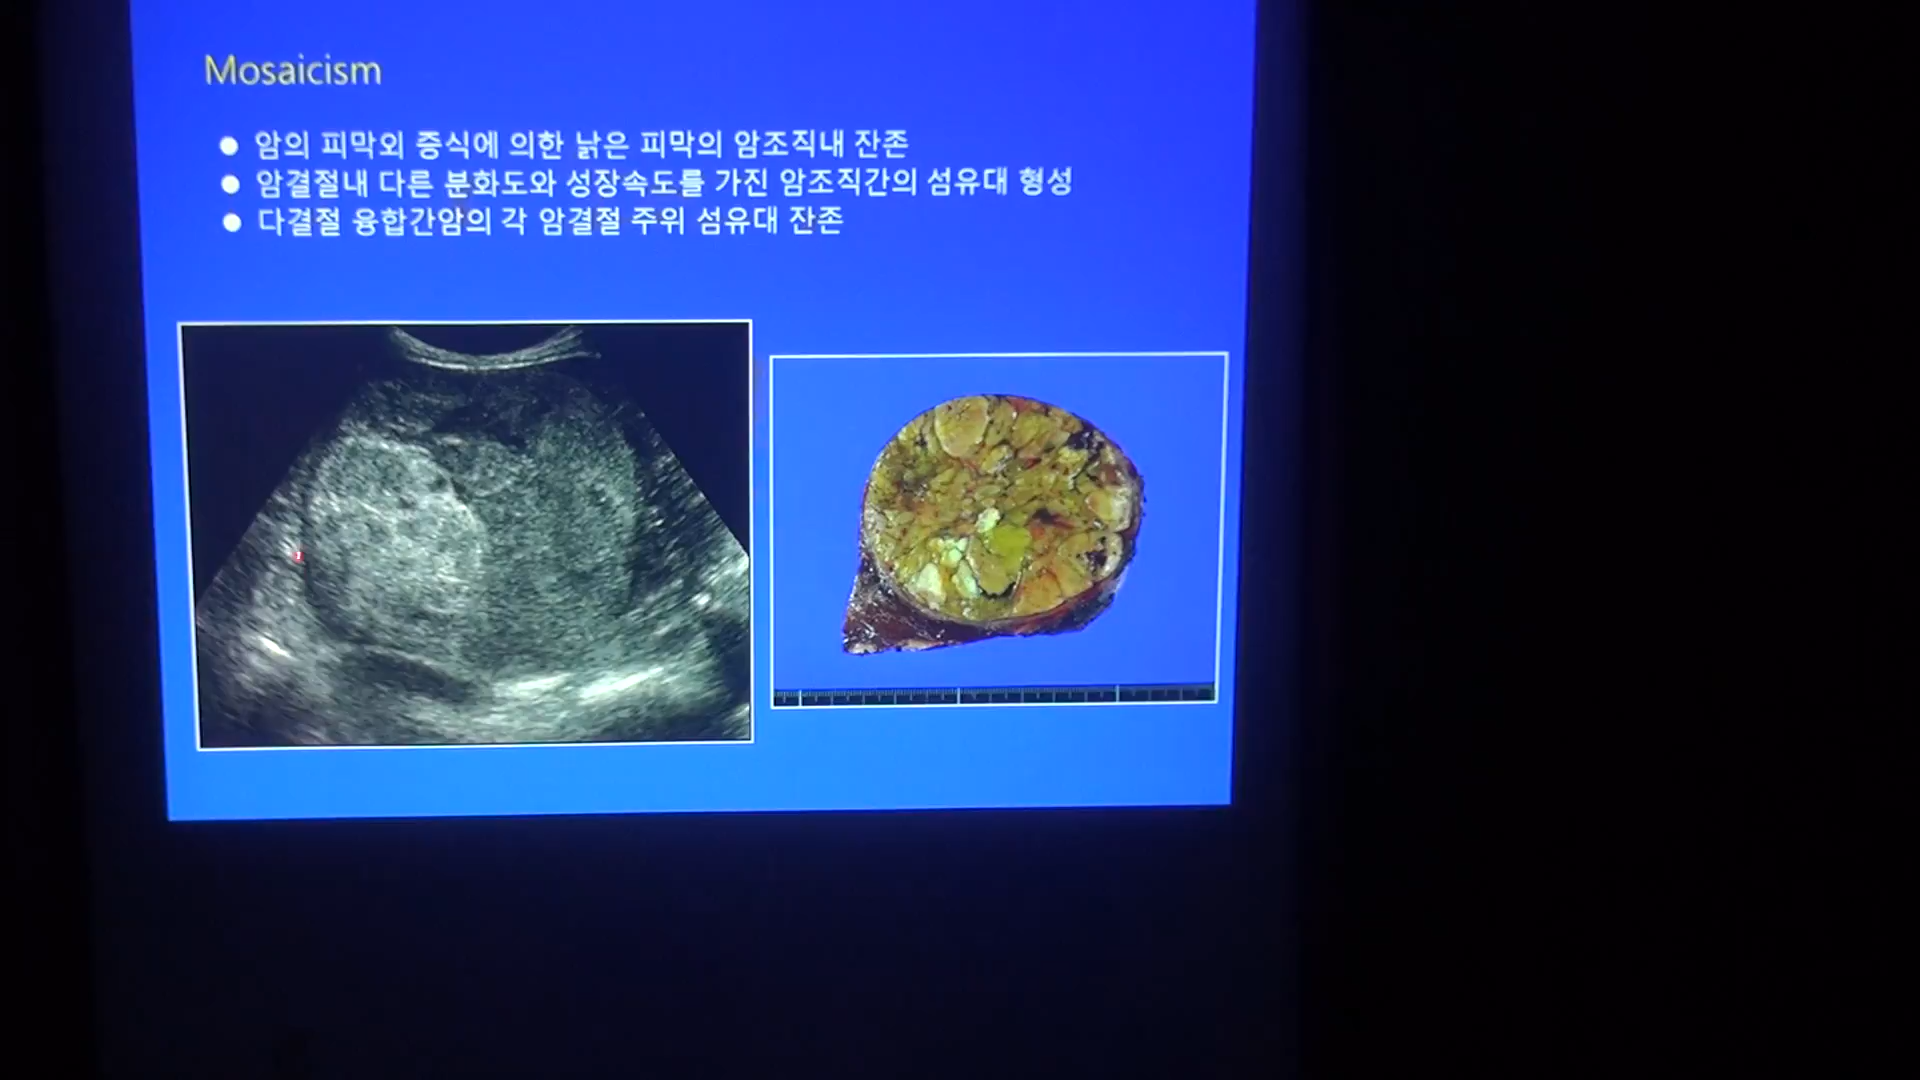 Mosaicism
● 암의 피막외 증식에 의한 낡은 피막의 암조직내 잔존
● 암결절내 다른 분화도와 성장속도를 가진 암조직간의 섬유대 형성
● 다결절 융합간암의 각 암결절 주위 섬유대 잔존